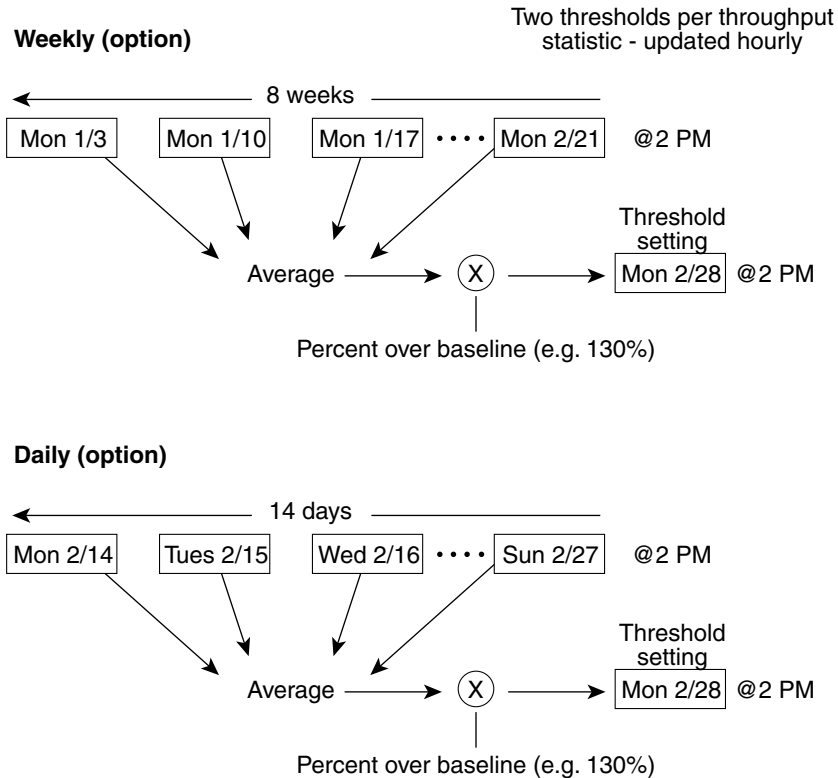 Weekly (option)
Two thresholds per throughput
statistic - updated hourly
8 weeks
Mon 1/3 Mon 1/10 Mon 1/17 •••• Mon 2/21 @2 PM
Threshold
setting
Average X Mon 2/28 @2 PM
Percent over baseline (e.g. 130%)
Daily (option)
14 days
Mon 2/14 Tues 2/15 Wed 2/16 •••• Sun 2/27 @2 PM
Threshold
setting
Average X Mon 2/28 @2 PM
Percent over baseline (e.g. 130%)